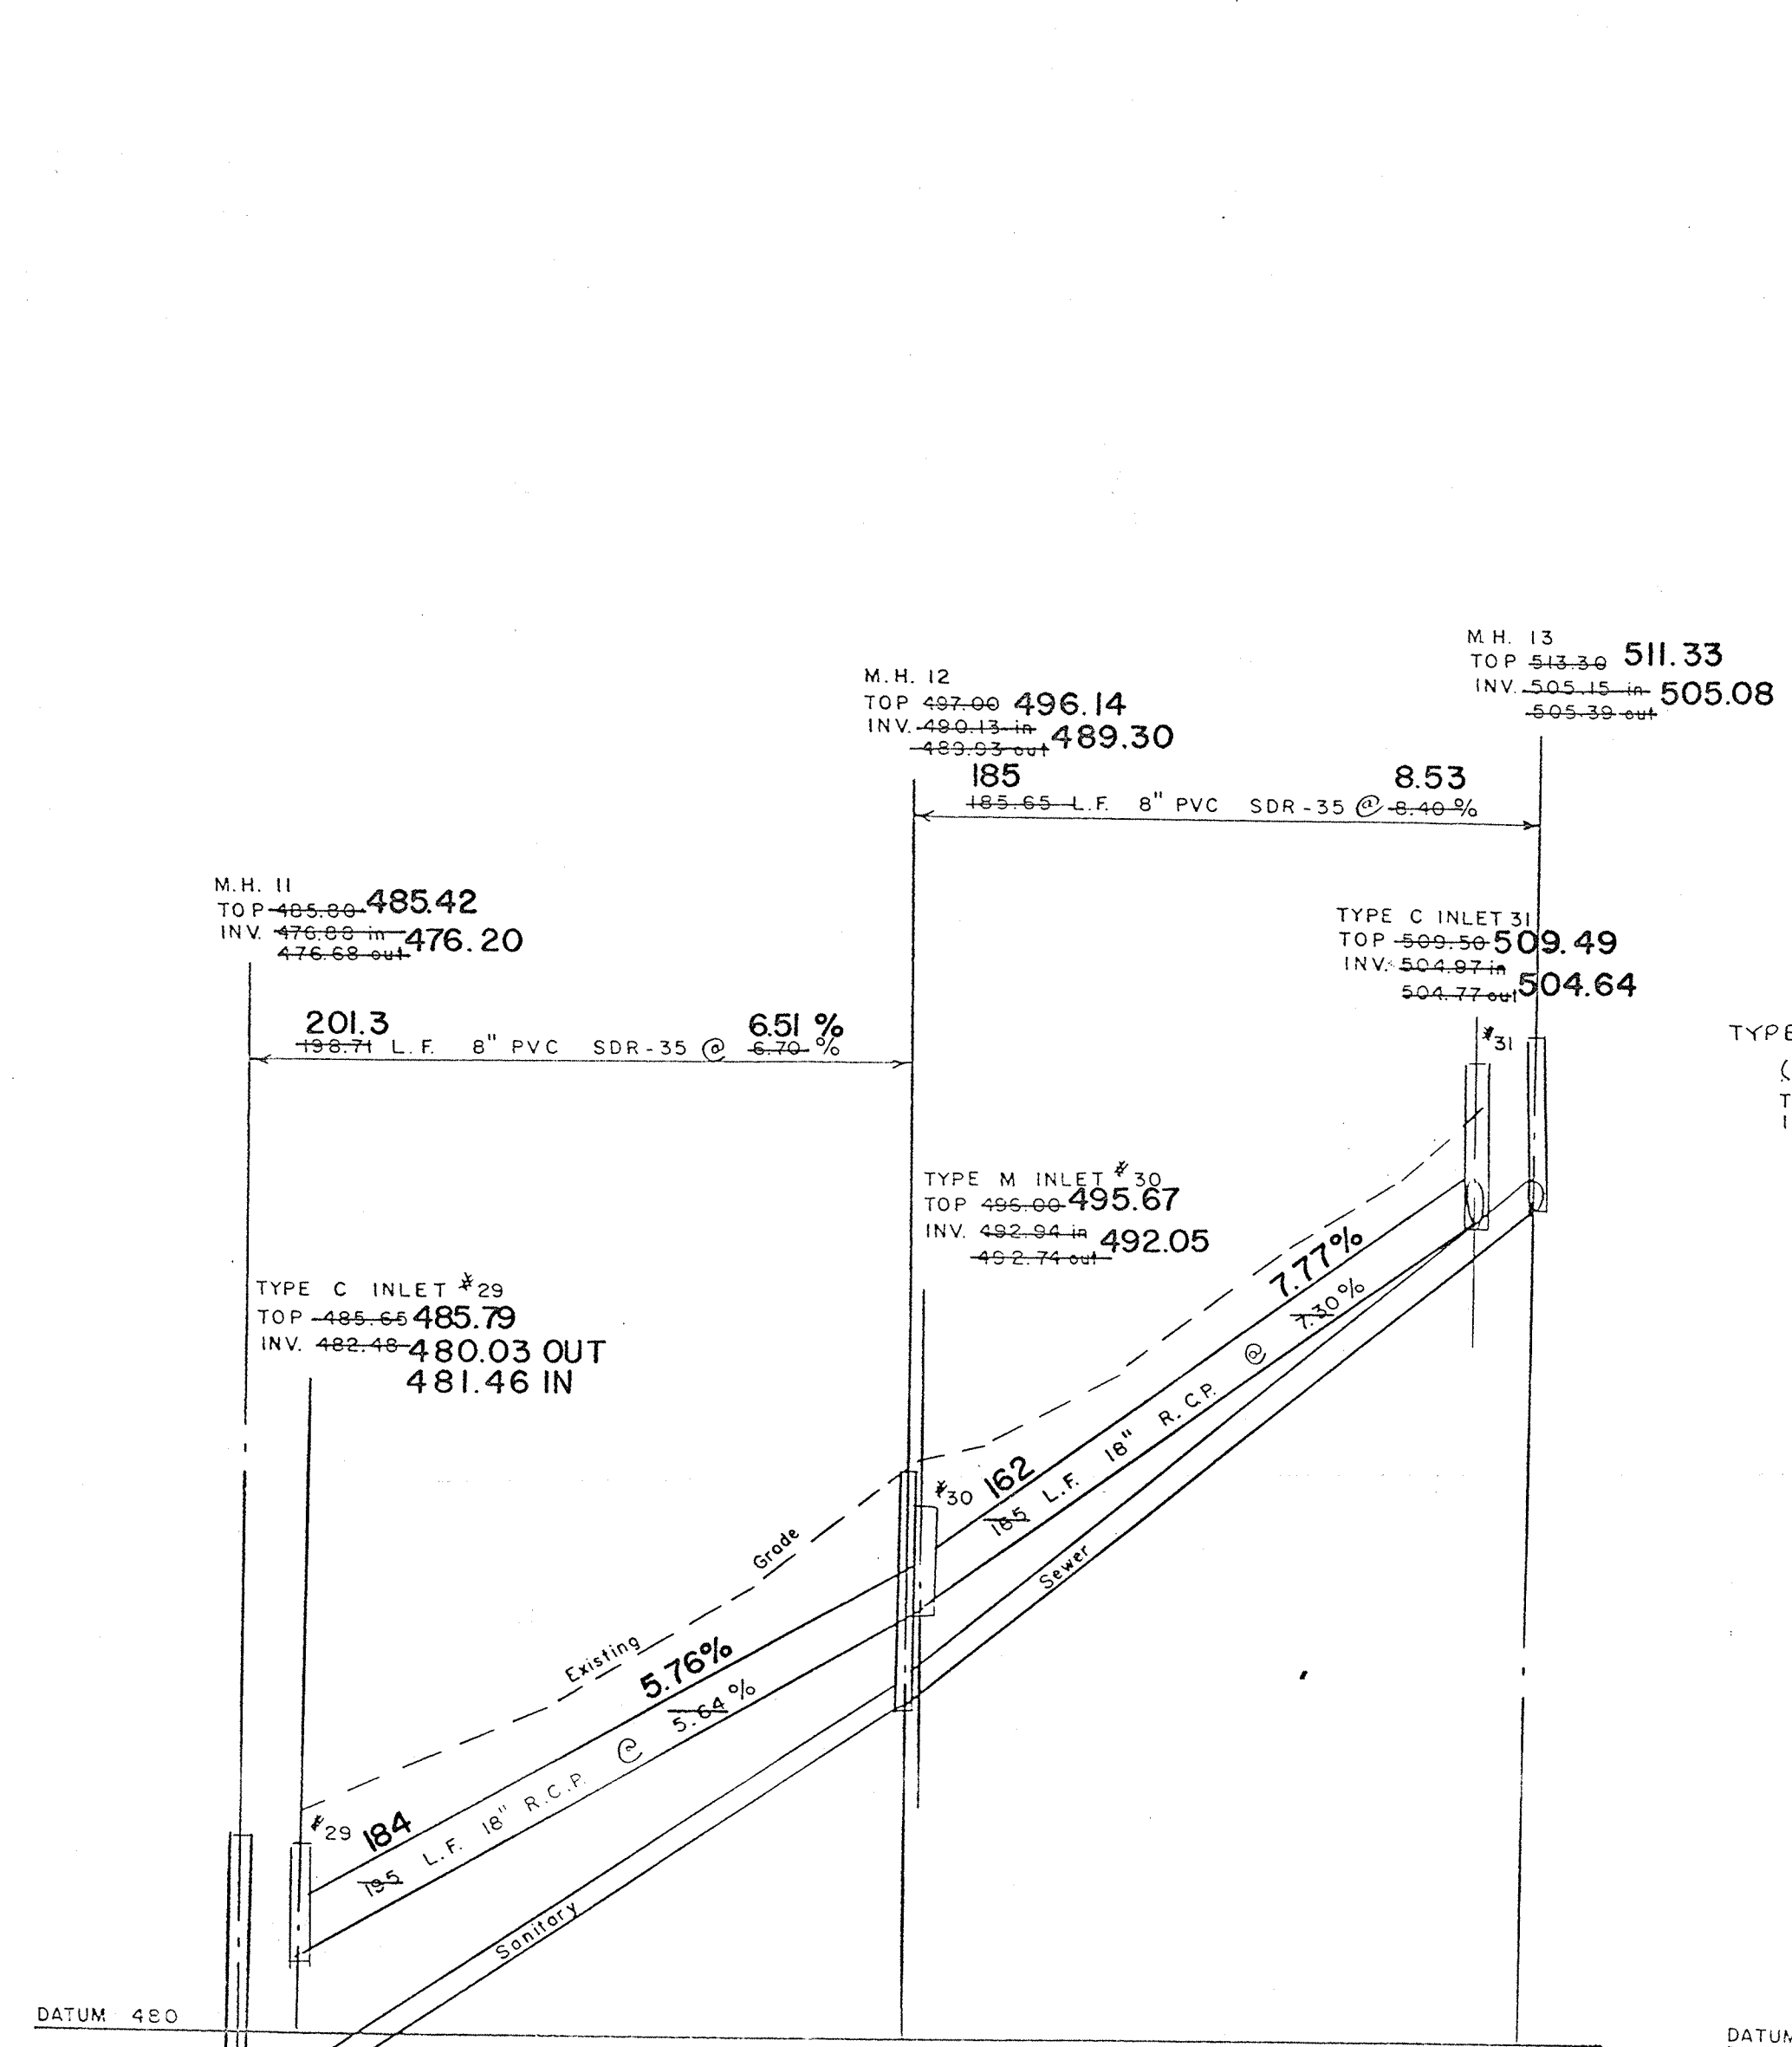 M.H. 13
TOP 513.30 511.33
INV. 505.15 in 505.08
505.39 out
M.H. 12
TOP 497.00 496.14
INV. 490.13 in 489.30
489.93 out
185 8.53
185.65 L.F. 8" PVC SDR-35 @ 8.40 %
M.H. 11
TOP 485.80 485.42
INV. 476.88 in 476.20
476.68 out
TYPE C INLET 31
TOP 509.50 509.49
INV. 504.97 in
504.77 out 504.64
201.3 6.51 %
198.71 L.F. 8" PVC SDR-35 @ 6.70 %
#31
TYPE
(
T
I
TYPE M INLET #30
TOP 496.00 495.67
INV. 492.94 in 492.05
492.74 out
TYPE C INLET #29
TOP 485.65 485.79
INV. 482.48 480.03 OUT
481.46 IN
7.77%
#30 162
185 L.F. 18" R.C.P. @ 7.30%
Existing Grade
Sewer
5.76%
#29 184
195 L.F. 18" R.C.P. @ 5.64%
Sanitary
DATUM 480
DATUM